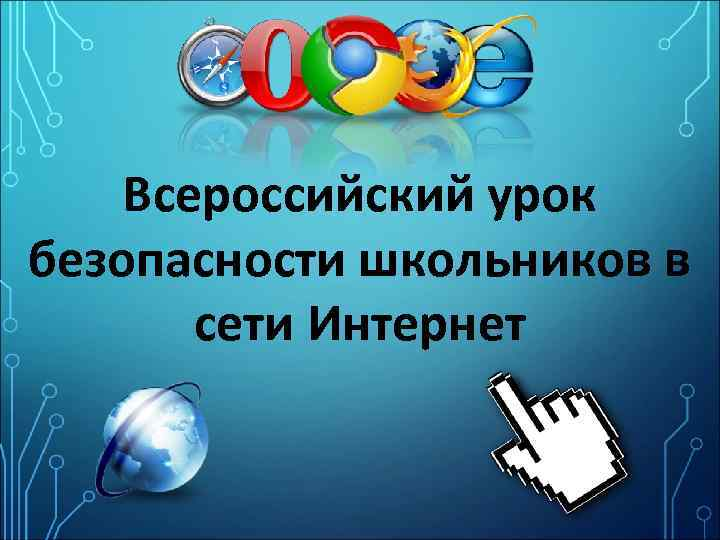 Всероссийский урок
безопасности школьников в
сети Интернет